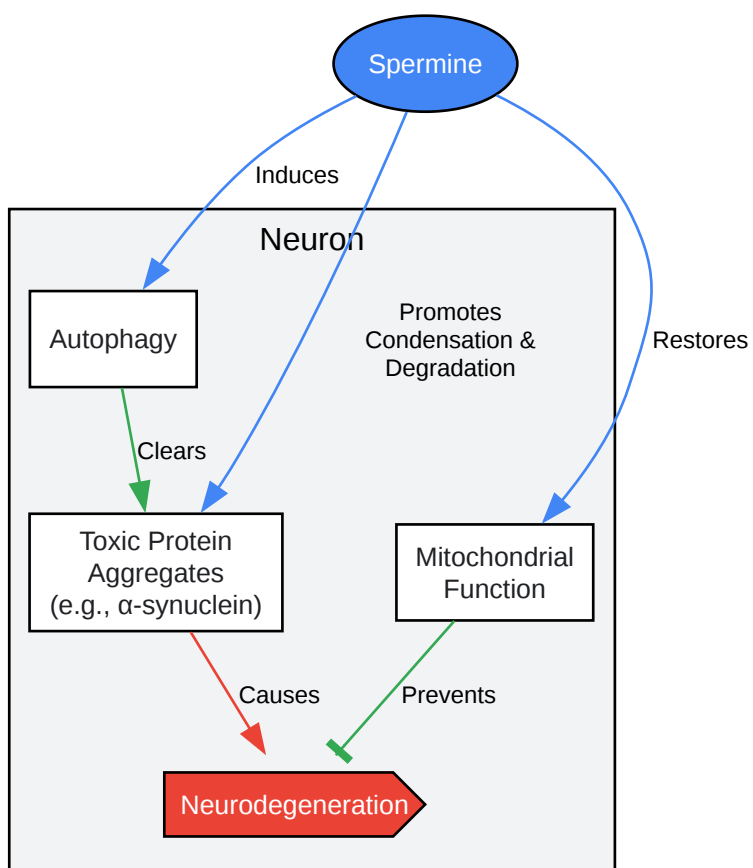 Spermine
Induces
Neuron
Promotes
Condensation &
Degradation
Autophagy
Restores
Clears
Toxic Protein
Aggregates
(e.g., α-synuclein)
Mitochondrial
Function
Causes
Prevents
Neurodegeneration